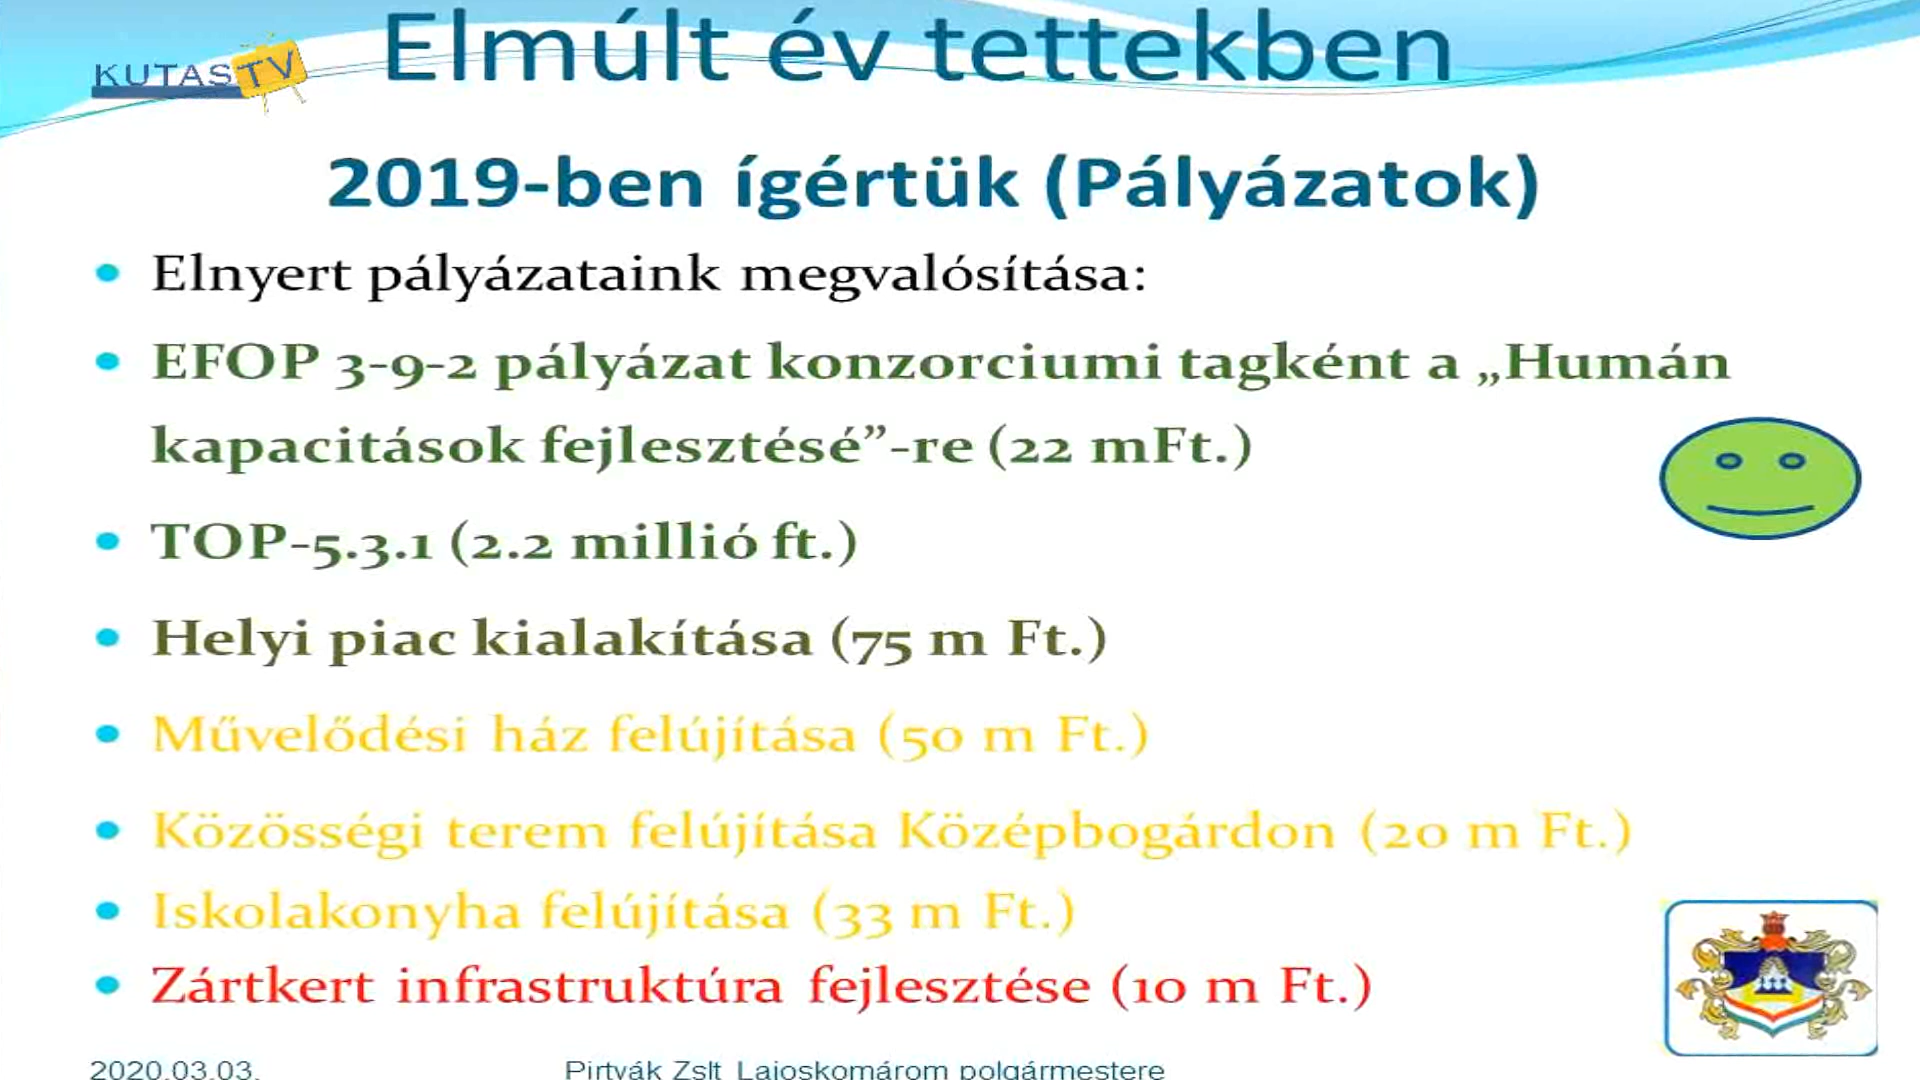 KUTAS TV
Elmúlt év tettekben
2019-ben ígértük (Pályázatok)
• Elnyert pályázataink megvalósítása:
• EFOP 3-9-2 pályázat konzorciumi tagként a „Humán
kapacitások fejlesztésé”-re (22 mFt.)
• TOP-5.3.1 (2.2 millió ft.)
• Helyi piac kialakítása (75 m Ft.)
• Művelődési ház felújítása (50 m Ft.)
• Közösségi terem felújítása Középbogárdon (20 m Ft.)
• Iskolakonyha felújítása (33 m Ft.)
• Zártkert infrastruktúra fejlesztése (10 m Ft.)
2020.03.03. Pirtyák Zslt Lajoskomárom polgármestere